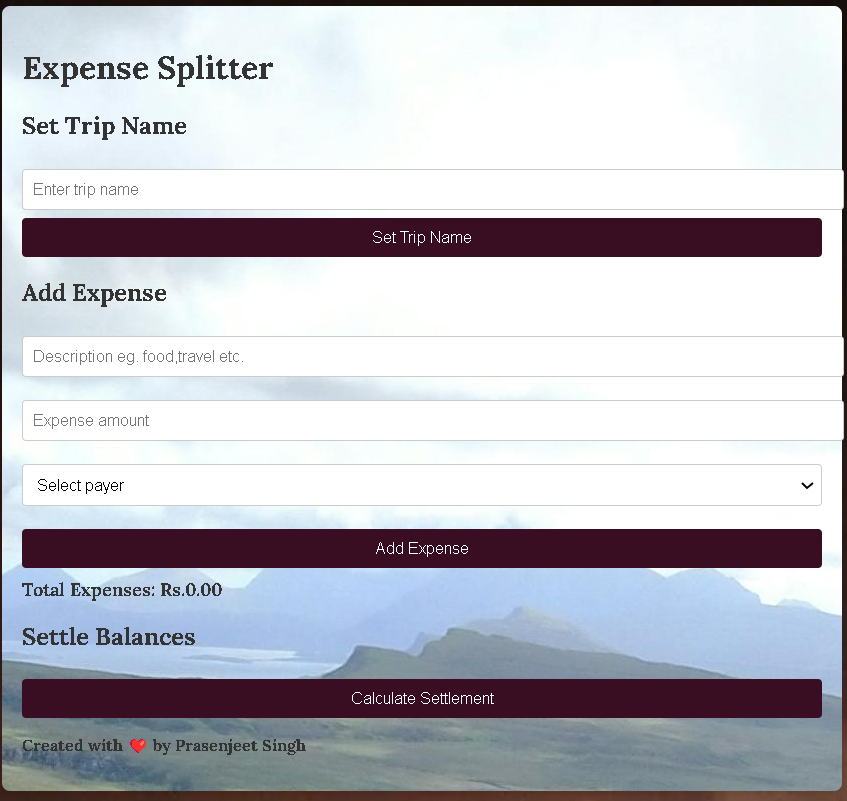 Expense Splitter
Set Trip Name
Enter trip name
Set Trip Name
Add Expense
Description eg. food,travel etc.
Expense amount
Select payer
Add Expense
Total Expenses: Rs.0.00
Settle Balances
Calculate Settlement
Created with ❤️ by Prasenjeet Singh